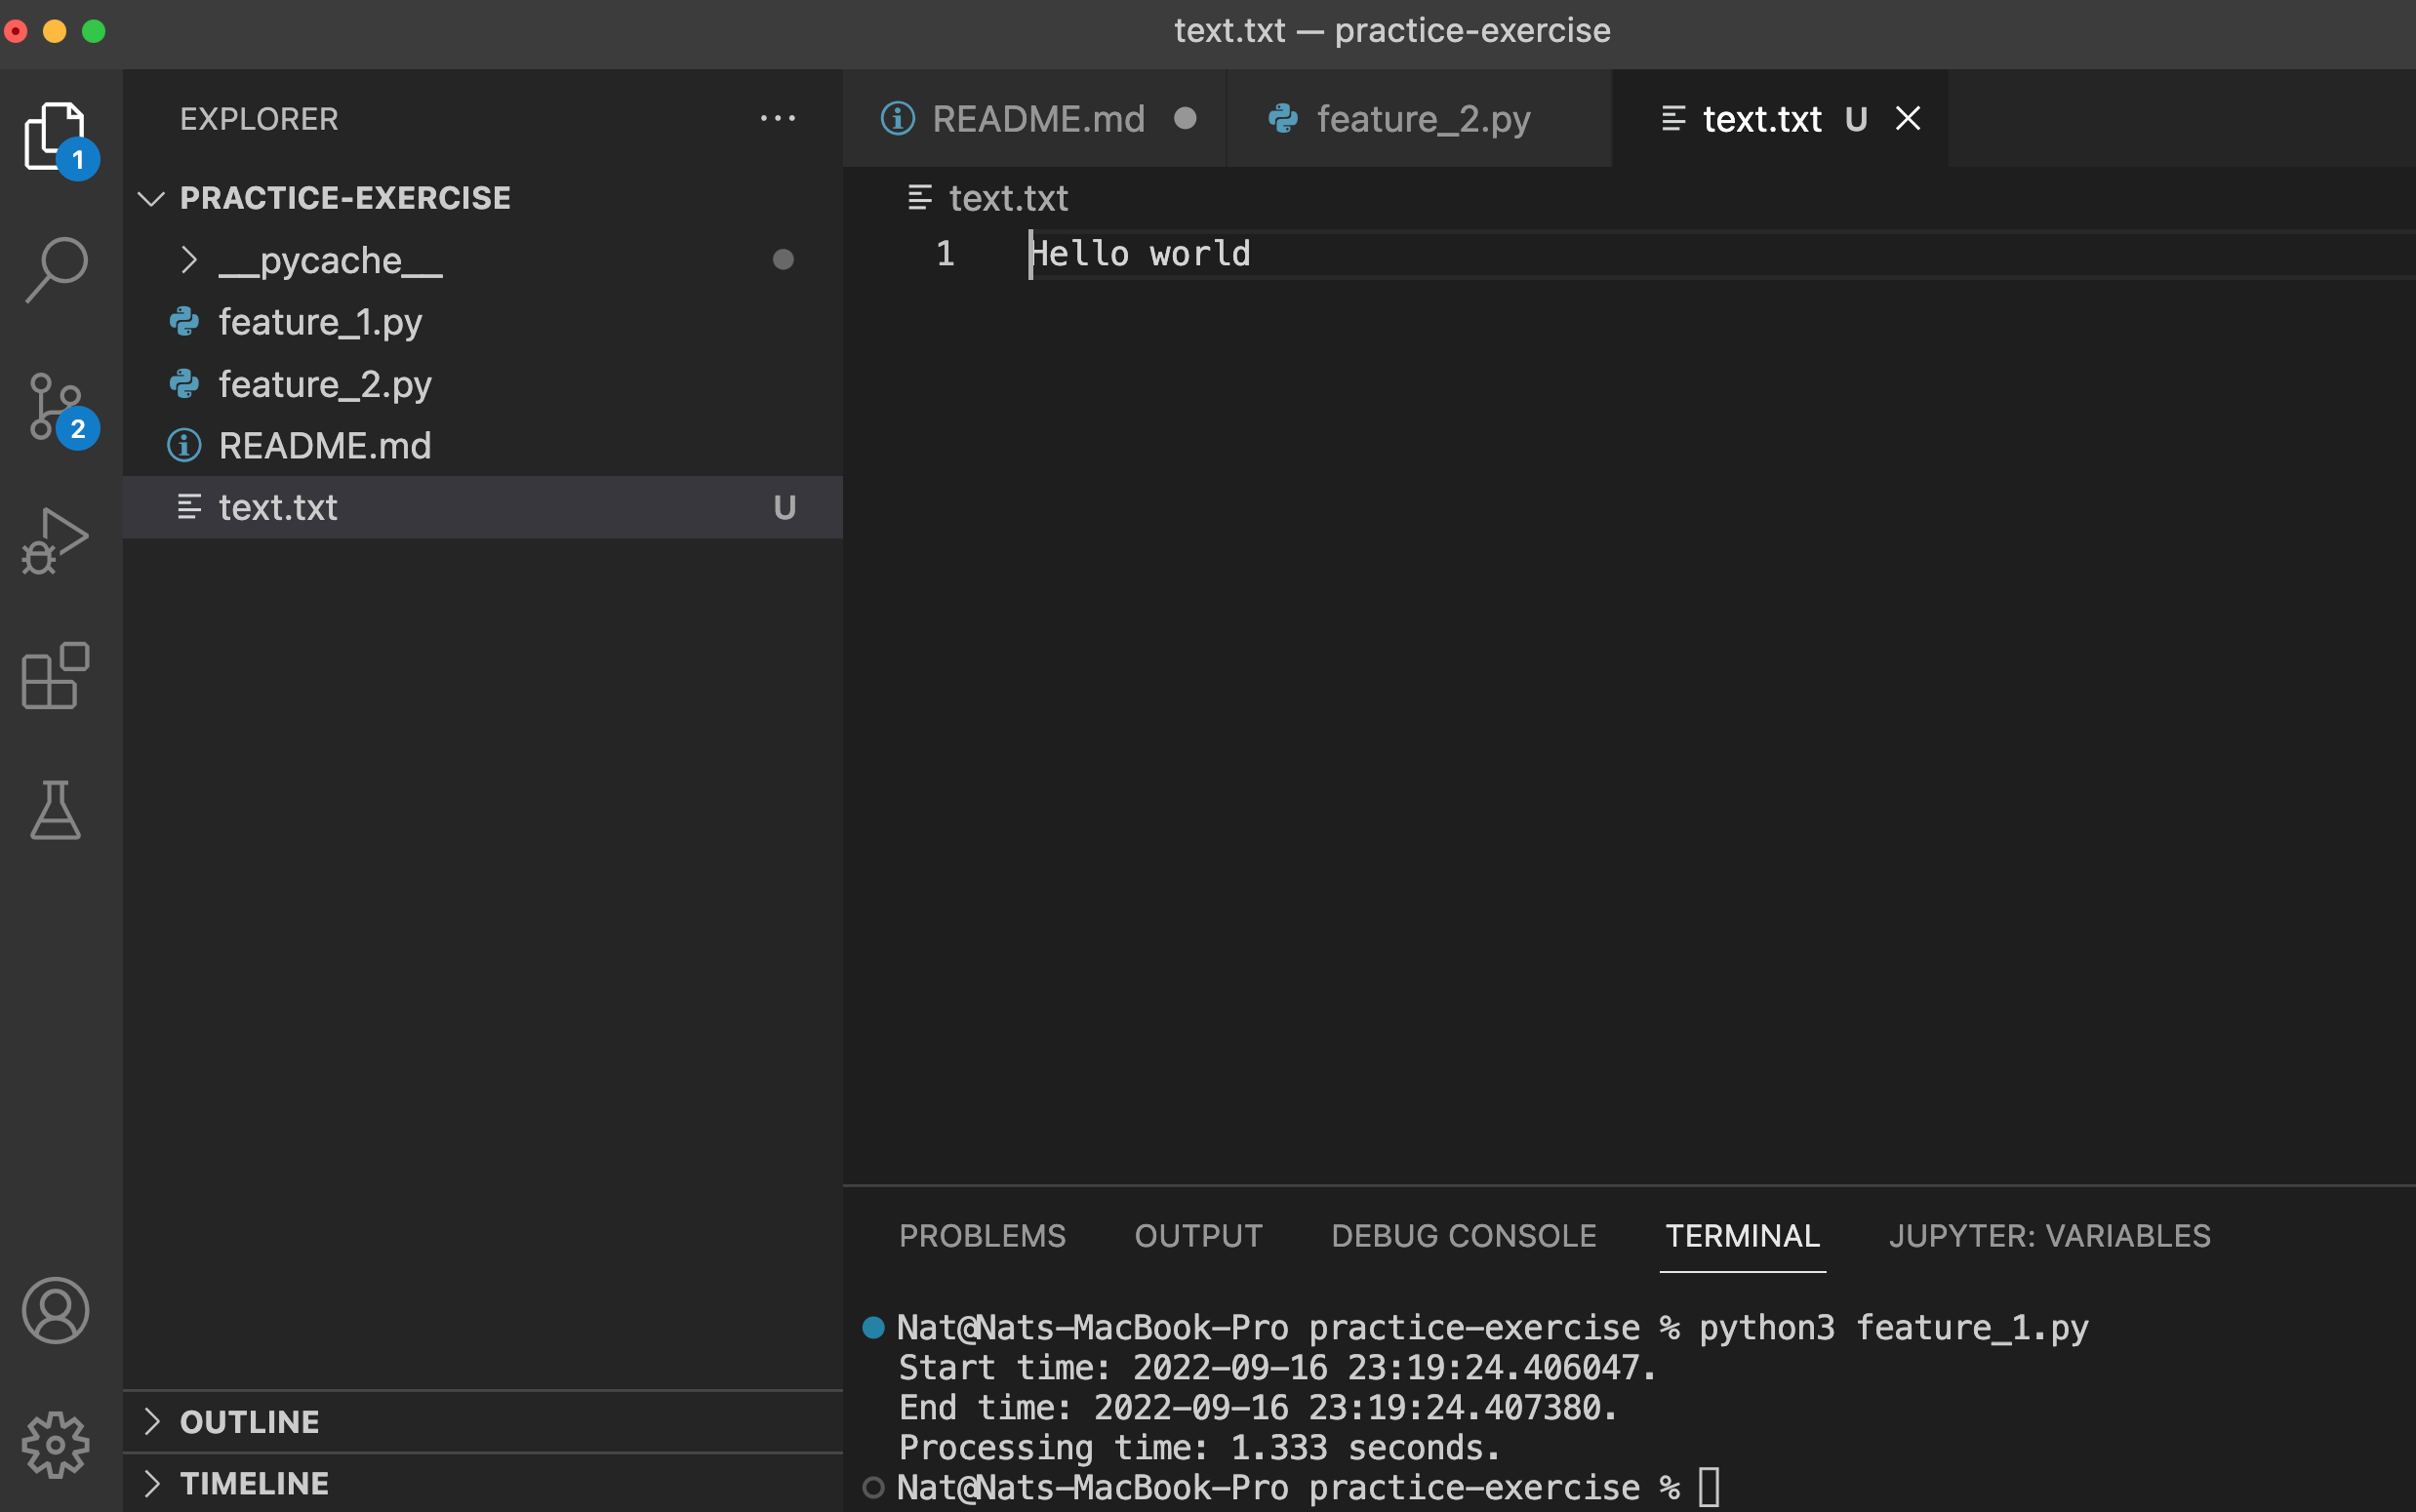 text.txt — practice-exercise
EXPLORER
PRACTICE-EXERCISE
__pycache__
feature_1.py
feature_2.py
README.md
text.txt U
1
2
OUTLINE
TIMELINE
README.md
feature_2.py
text.txt U
text.txt
1 Hello world
PROBLEMS OUTPUT DEBUG CONSOLE TERMINAL JUPYTER: VARIABLES
Nat@Nats-MacBook-Pro practice-exercise % python3 feature_1.py
Start time: 2022-09-16 23:19:24.406047.
End time: 2022-09-16 23:19:24.407380.
Processing time: 1.333 seconds.
Nat@Nats-MacBook-Pro practice-exercise %